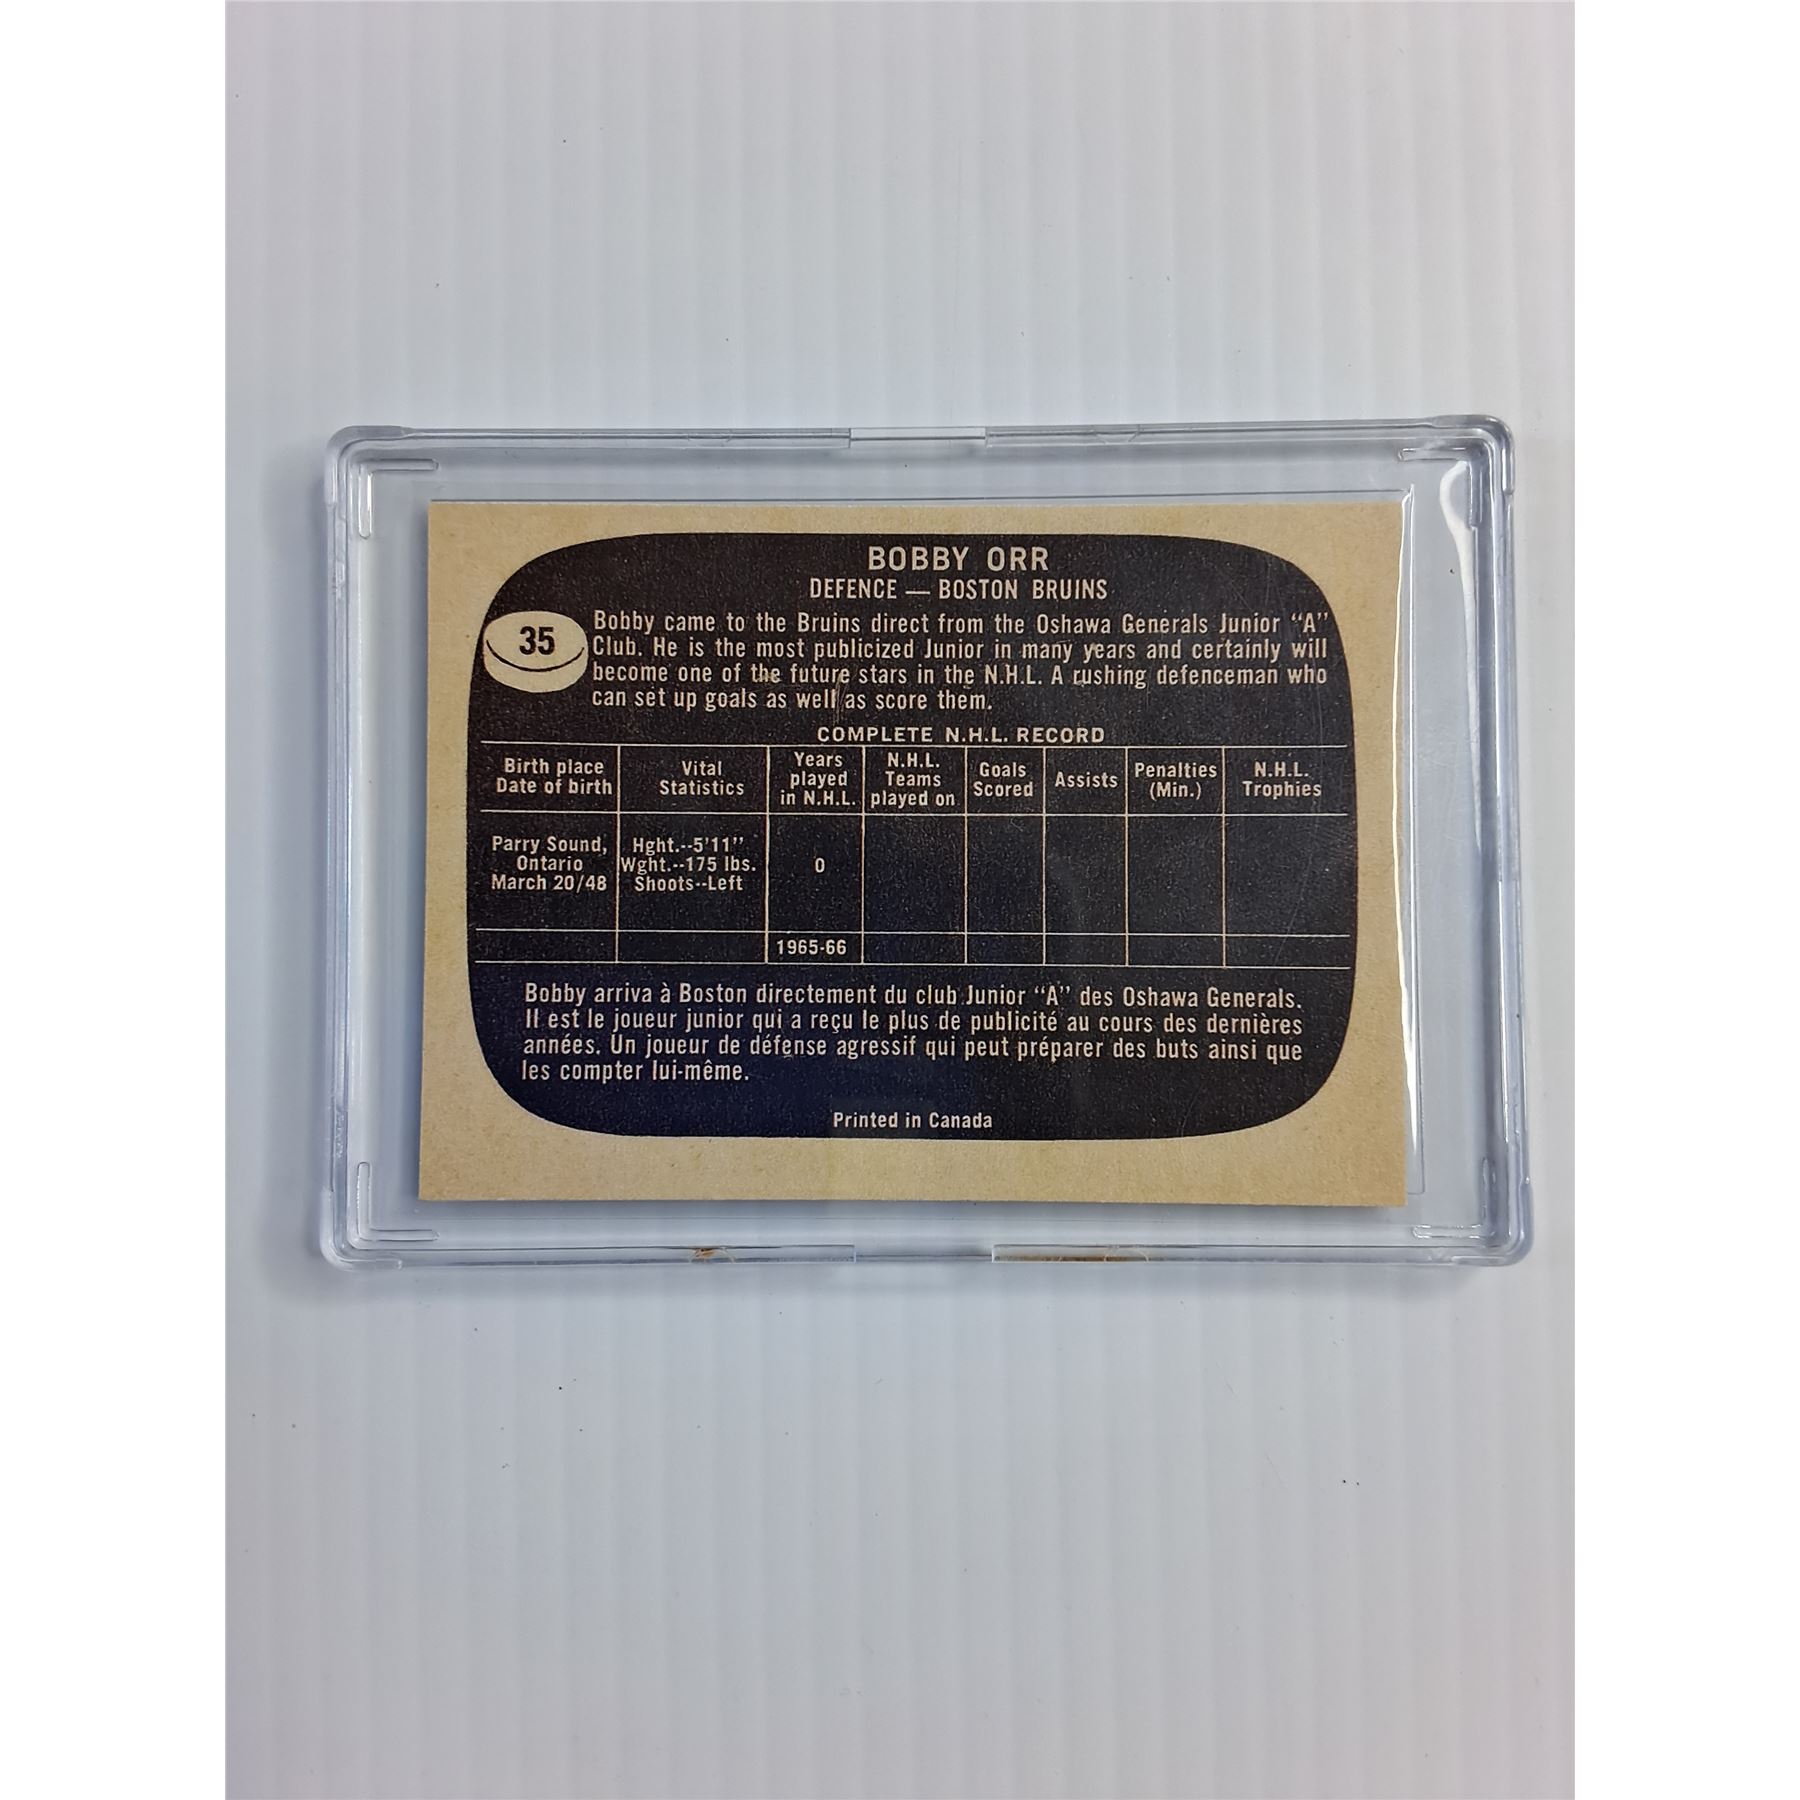 BOBBY ORR
DEFENCE — BOSTON BRUINS
35
Bobby came to the Bruins direct from the Oshawa Generals Junior "A"
Club. He is the most publicized Junior in many years and certainly will
become one of the future stars in the N.H.L. A rushing defenceman who
can set up goals as well as score them.
COMPLETE N.H.L. RECORD
Birth place
Date of birth
Vital
Statistics
Years
played
in N.H.L.
N.H.L.
Teams
played on
Goals
Scored
Assists
Penalties
(Min.)
N.H.L.
Trophies
Parry Sound,
Ontario
March 20/48
Hght.--5'11''
Wght.--175 lbs.
Shoots--Left
0
1965-66
Bobby arriva à Boston directement du club Junior "A" des Oshawa Generals.
Il est le joueur junior qui a reçu le plus de publicité au cours des dernières
années. Un joueur de défense agressif qui peut préparer des buts ainsi que
les compter lui-même.
Printed in Canada